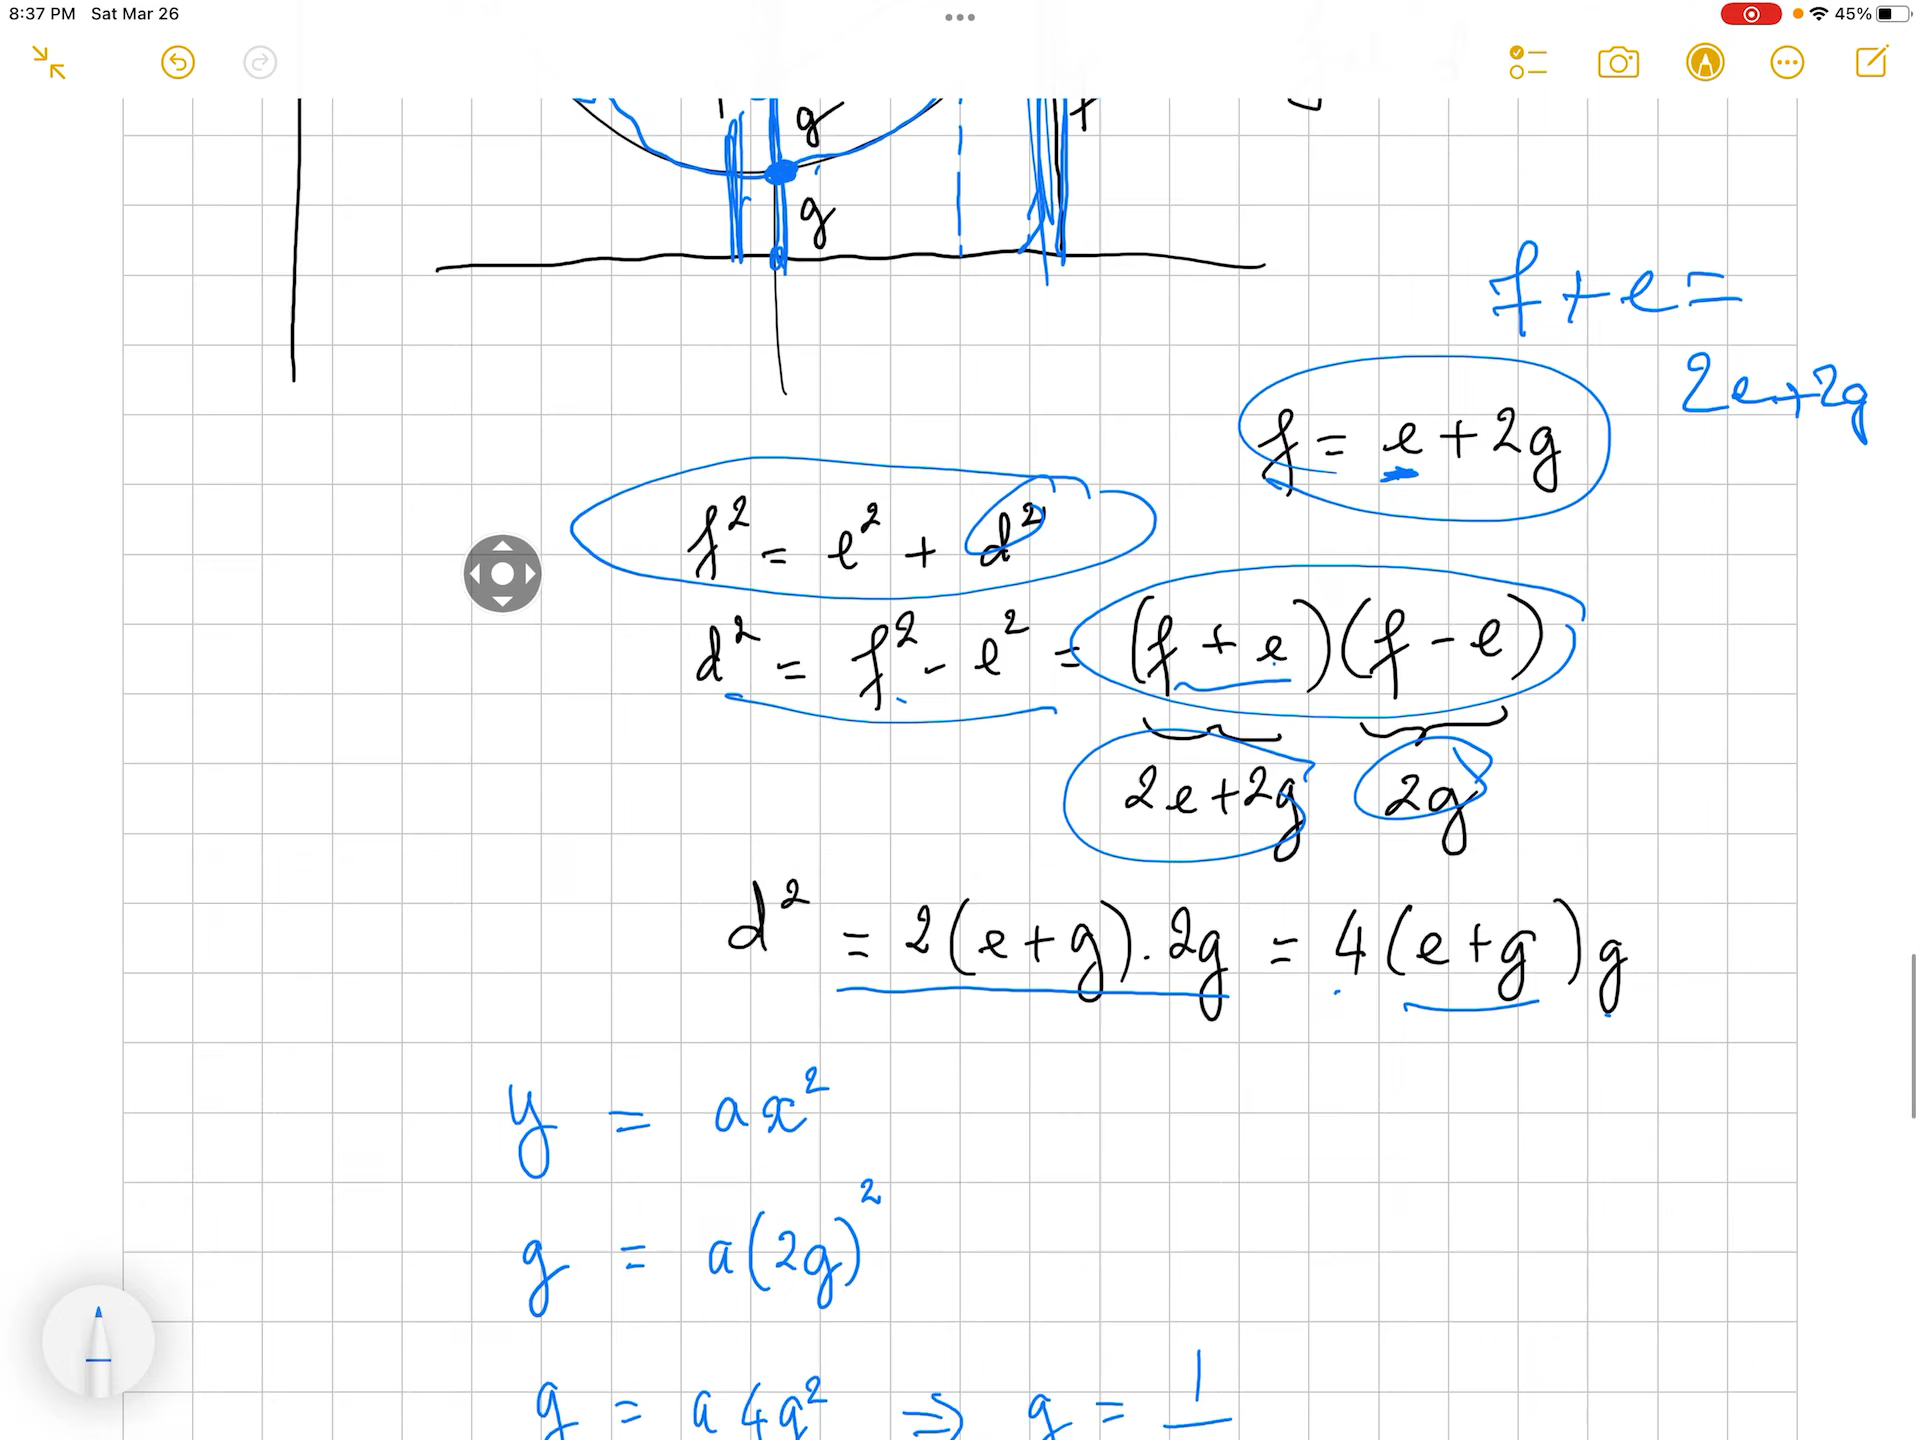 8:37 PM Sat Mar 26
45%
g
g
f + e =
2e+2g
f = e + 2g
f² = e² + d²
d² = f² - e² = (f + e)(f - e)
2e+2g 2g
d² = 2(e+g).2g = 4(e+g)g
y = ax²
g = a(2g)²
g = a4g² ⇒ g = 1